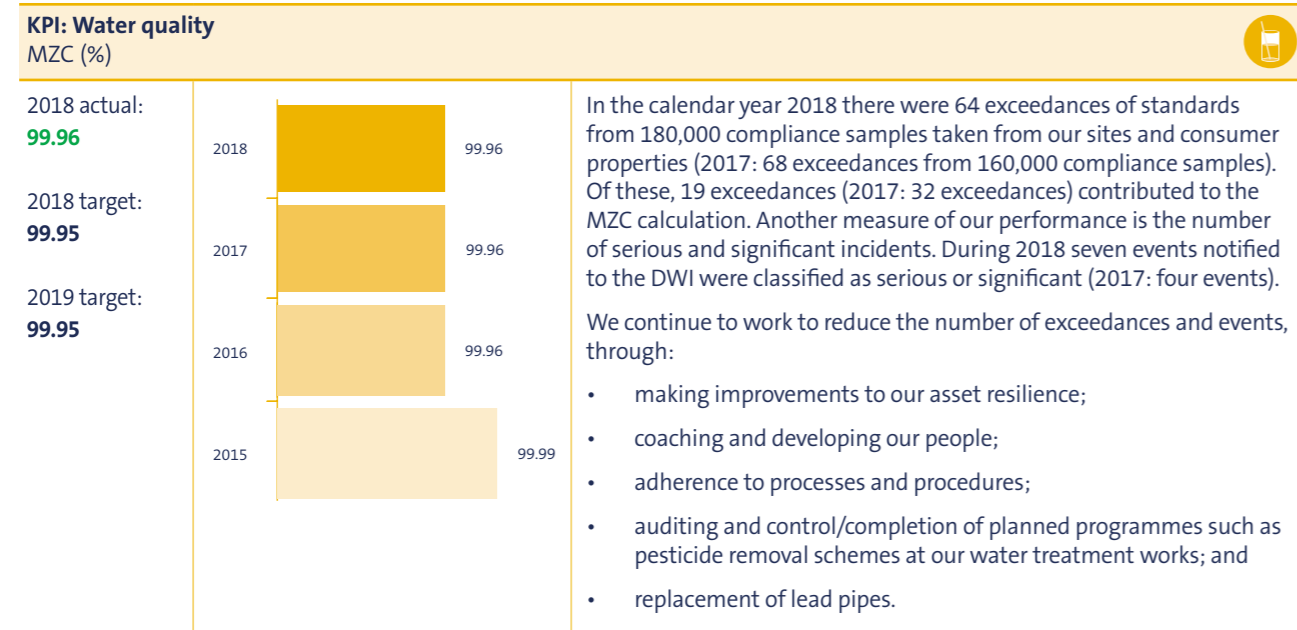 KPI: Water quality
MZC (%)
2018 actual:
99.96
2018 target:
99.95
2019 target:
99.95
2018
99.96
2017
99.96
2016
99.96
2015
99.99
In the calendar year 2018 there were 64 exceedances of standards
from 180,000 compliance samples taken from our sites and consumer
properties (2017: 68 exceedances from 160,000 compliance samples).
Of these, 19 exceedances (2017: 32 exceedances) contributed to the
MZC calculation. Another measure of our performance is the number
of serious and significant incidents. During 2018 seven events notified
to the DWI were classified as serious or significant (2017: four events).
We continue to work to reduce the number of exceedances and events,
through:
• making improvements to our asset resilience;
• coaching and developing our people;
• adherence to processes and procedures;
• auditing and control/completion of planned programmes such as
pesticide removal schemes at our water treatment works; and
• replacement of lead pipes.